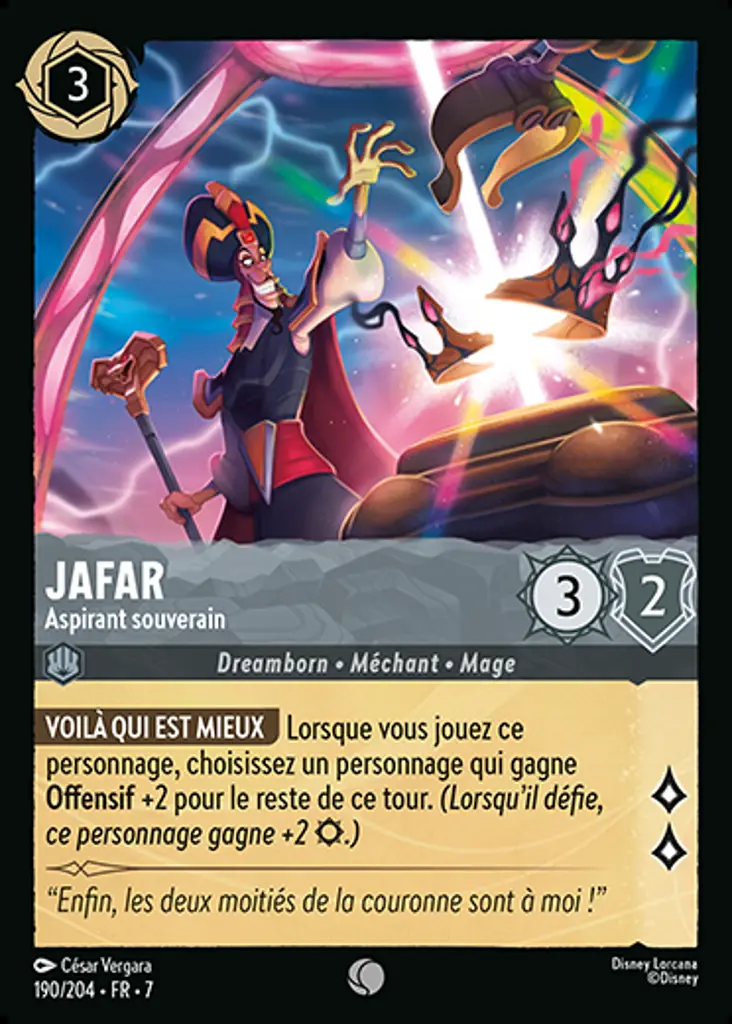 3
JAFAR
Aspirant souverain
3
2
Dreamborn • Méchant • Mage
VOILÀ QUI EST MIEUX Lorsque vous jouez ce
personnage, choisissez un personnage qui gagne
Offensif +2 pour le reste de ce tour. (Lorsqu'il défie,
ce personnage gagne +2 .)
“Enfin, les deux moitiés de la couronne sont à moi !”
César Vergara
190/204 • FR • 7
Disney Lorcana
©Disney